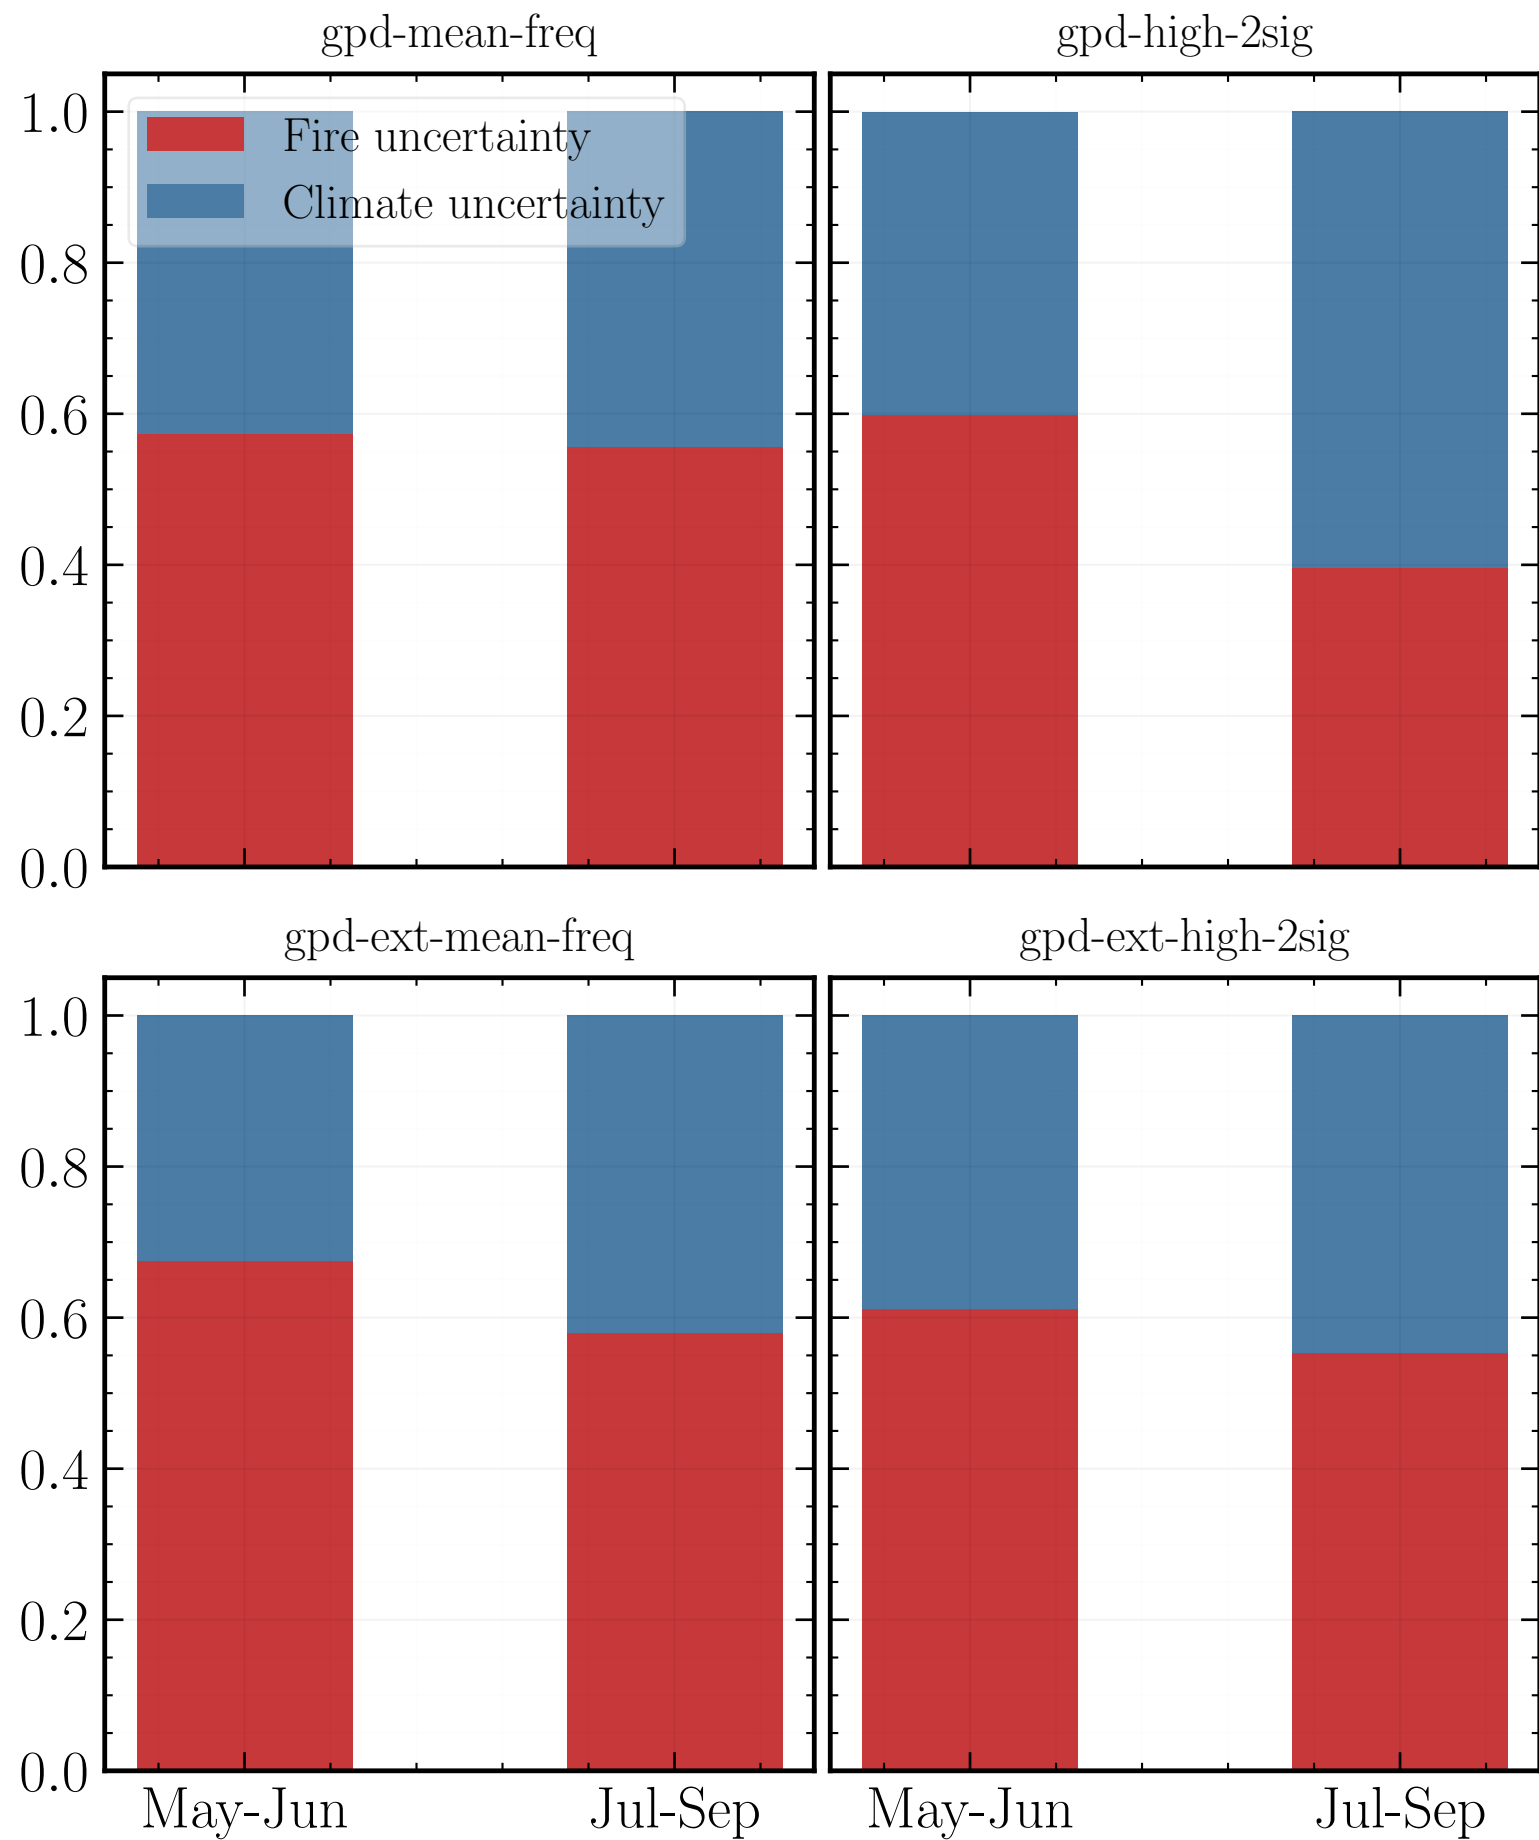 gpd-mean-freq
gpd-high-2sig
1.0
0.8
0.6
0.4
0.2
0.0
Fire uncertainty
Climate uncertainty
gpd-ext-mean-freq
gpd-ext-high-2sig
1.0
0.8
0.6
0.4
0.2
0.0
May-Jun
Jul-Sep
May-Jun
Jul-Sep